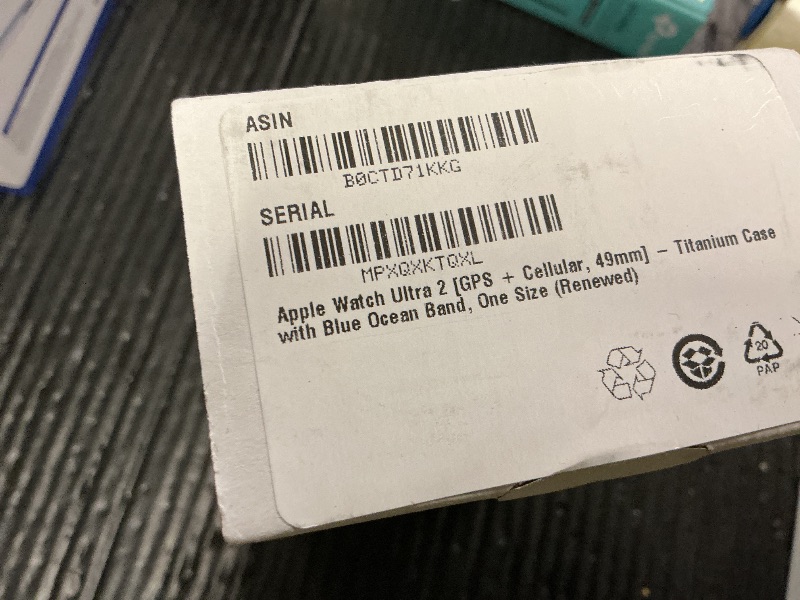 ASIN
B0CTD71KKG
SERIAL
MPXQXKTQXL
Apple Watch Ultra 2 [GPS + Cellular, 49mm] – Titanium Case
with Blue Ocean Band, One Size (Renewed)
20
PAP